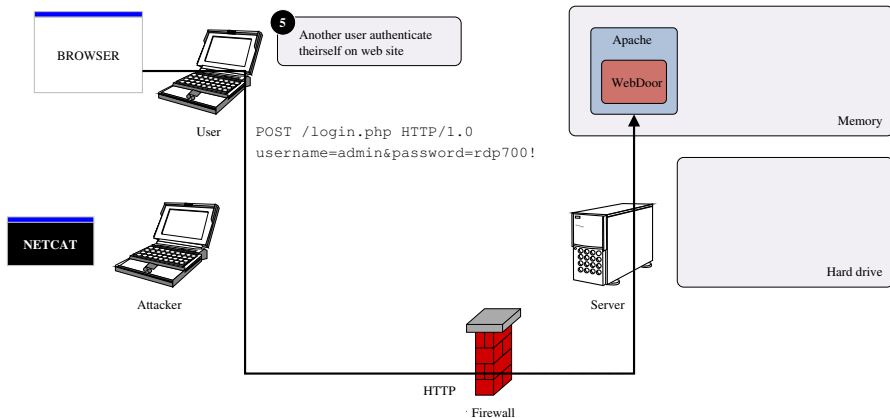 5
Another user authenticate
theirself on web site
BROWSER
User
POST /login.php HTTP/1.0
username=admin&password=rdp700!
Apache
WebDoor
Memory
NETCAT
Attacker
Server
Hard drive
HTTP
Firewall